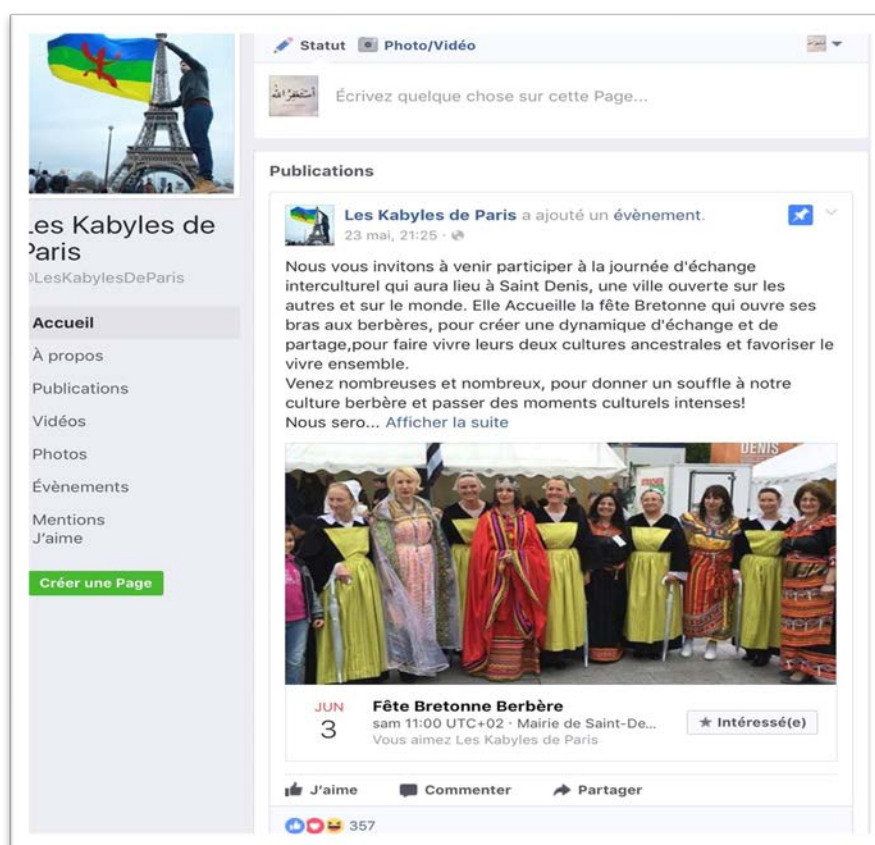 Les Kabyles de
Paris
@LesKabylesDeParis
Accueil
À propos
Publications
Vidéos
Photos
Évènements
Mentions
J'aime
Créer une Page
Statut Photo/Vidéo
أستغفر الله
Écrivez quelque chose sur cette Page...
Publications
Les Kabyles de Paris a ajouté un évènement.
23 mai, 21:25 ·
Nous vous invitons à venir participer à la journée d'échange
interculturel qui aura lieu à Saint Denis, une ville ouverte sur les
autres et sur le monde. Elle Accueille la fête Bretonne qui ouvre ses
bras aux berbères, pour créer une dynamique d'échange et de
partage,pour faire vivre leurs deux cultures ancestrales et favoriser le
vivre ensemble.
Venez nombreuses et nombreux, pour donner un souffle à notre
culture berbère et passer des moments culturels intenses!
Nous sero... Afficher la suite
DENIS
JUN
3
Fête Bretonne Berbère
sam 11:00 UTC+02 · Mairie de Saint-De...
Vous aimez Les Kabyles de Paris
★ Intéressé(e)
J'aime Commenter Partager
357